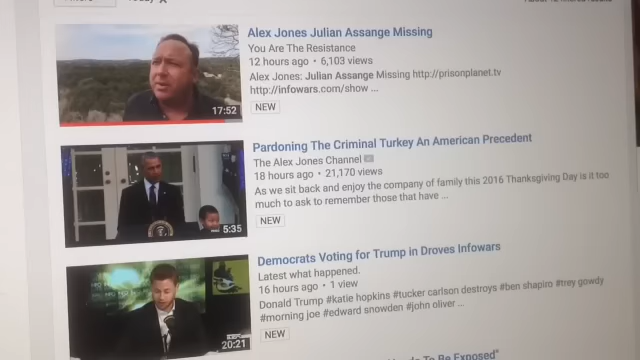 Today
Alex Jones Julian Assange Missing
You Are The Resistance
12 hours ago • 6,103 views
Alex Jones: Julian Assange Missing http://prisonplanet.tv
http://infowars.com/show ...
NEW
17:52
Pardoning The Criminal Turkey An American Precedent
The Alex Jones Channel
18 hours ago • 21,170 views
As we sit back and enjoy the company of family this 2016 Thanksgiving Day is it too
much to ask to remember those that have ...
NEW
5:35
Democrats Voting for Trump in Droves Infowars
Latest what happened.
16 hours ago • 1 view
Donald Trump #katie hopkins #tucker carlson destroys #ben shapiro #trey gowdy
#morning joe #edward snowden #john oliver ...
NEW
20:21
To Be Exposed"